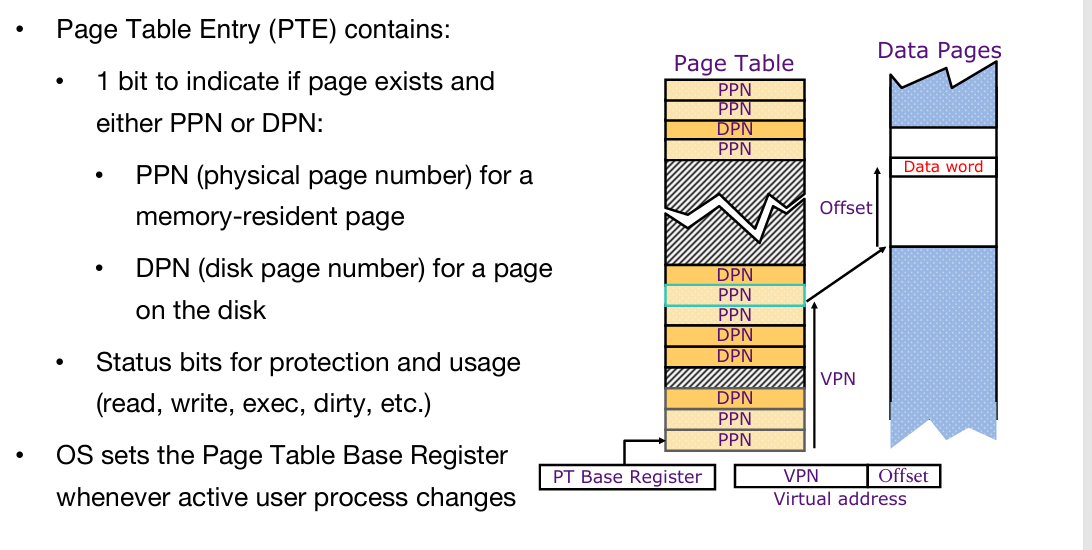 • Page Table Entry (PTE) contains:
• 1 bit to indicate if page exists and
either PPN or DPN:
• PPN (physical page number) for a
memory-resident page
• DPN (disk page number) for a page
on the disk
• Status bits for protection and usage
(read, write, exec, dirty, etc.)
• OS sets the Page Table Base Register
whenever active user process changes
Page Table
PPN
PPN
DPN
PPN
DPN
PPN
PPN
DPN
DPN
DPN
PPN
PPN
PT Base Register
VPN
Data Pages
Data word
Offset
VPN
Offset
Virtual address